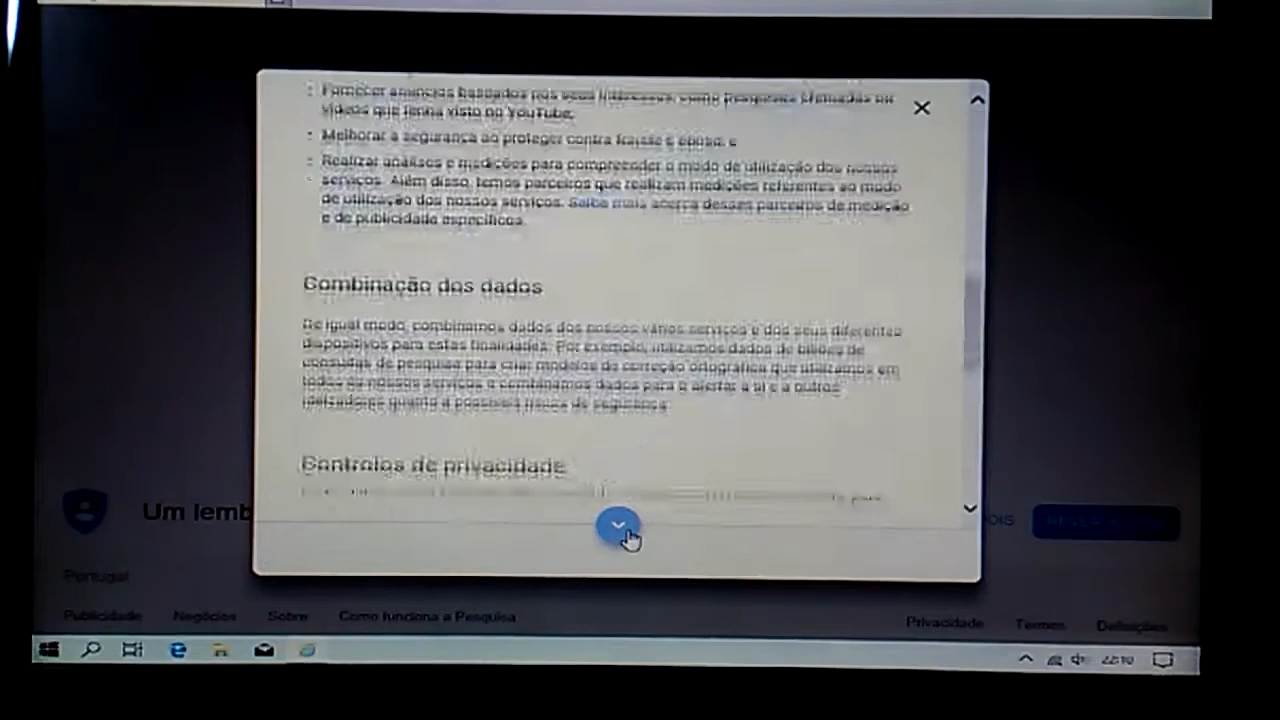 Fornecer anúncios baseados nos seus interesses, como pesquisas efetuadas ou
vídeos que tenha visto no YouTube;
Melhorar a segurança ao proteger contra fraude e abuso; e
Realizar análises e medições para compreender o modo de utilização dos nossos
serviços. Além disso, temos parceiros que realizam medições referentes ao modo
de utilização dos nossos serviços. Saiba mais acerca desses parceiros de medição
e de publicidade específicos.
Combinação dos dados
De igual modo, combinamos dados dos nossos vários serviços e dos seus diferentes
dispositivos para estas finalidades. Por exemplo, utilizamos dados de biliões de
consultas de pesquisa para criar modelos de correção ortográfica que utilizamos em
todos os nossos serviços e combinamos dados para o alertar a si e a outros
utilizadores quanto a possíveis riscos de segurança.
Controlos de privacidade
para
Um lemb
OIS
Portugal
Publicidade Negócios Sobre Como funciona a Pesquisa
Privacidade Termos Definições
22:10